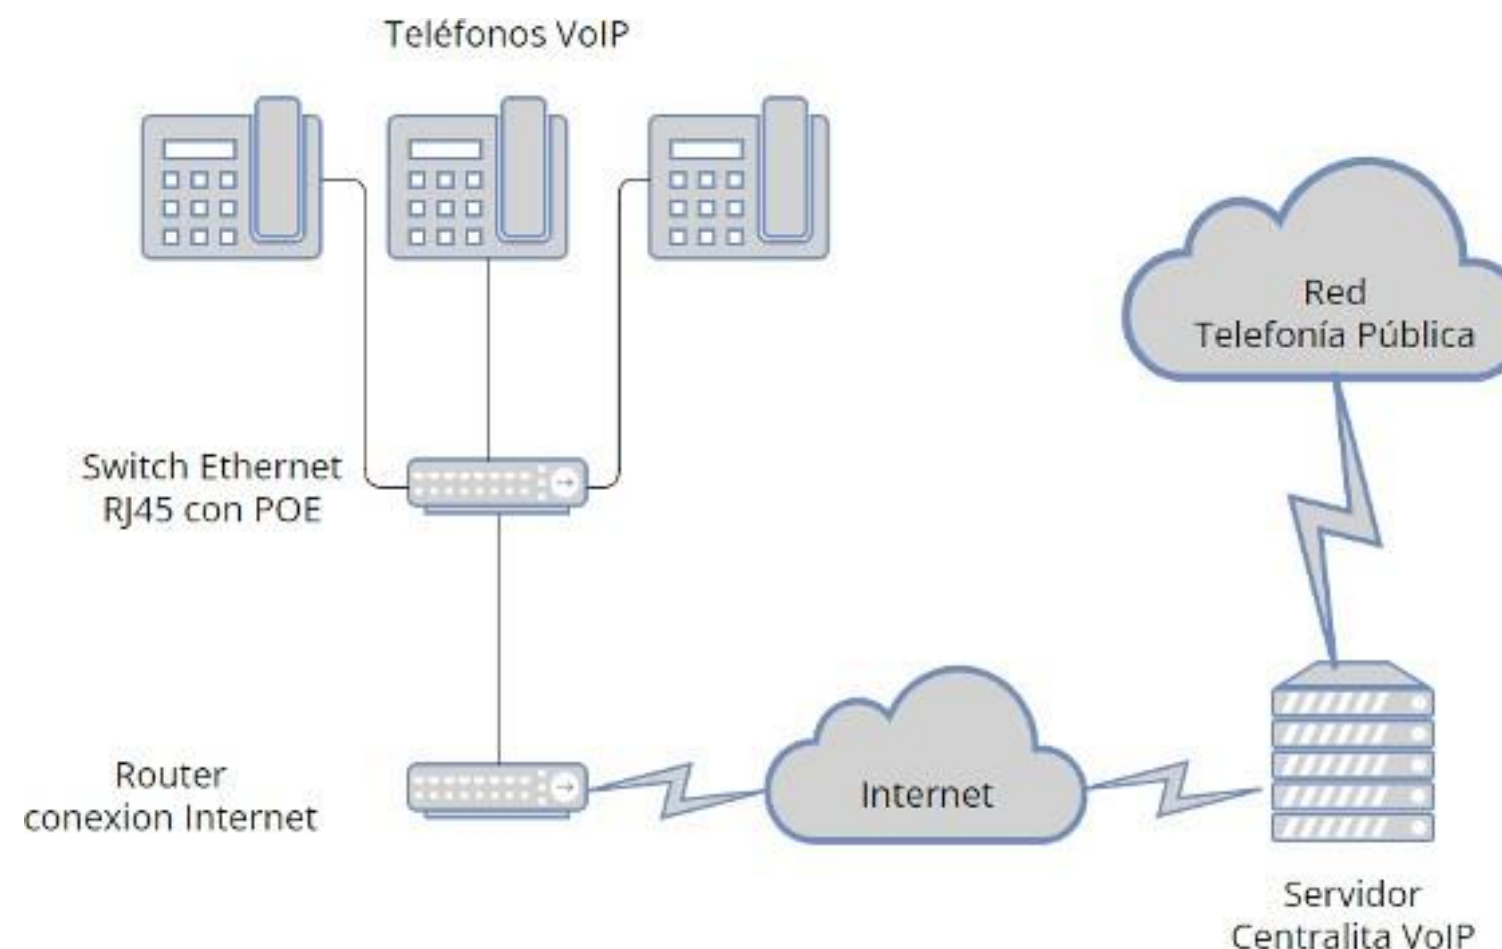 Teléfonos VoIP
Red
Telefonía Pública
Switch Ethernet
RJ45 con POE
Router
conexion Internet
Internet
Servidor
Centralita VoIP